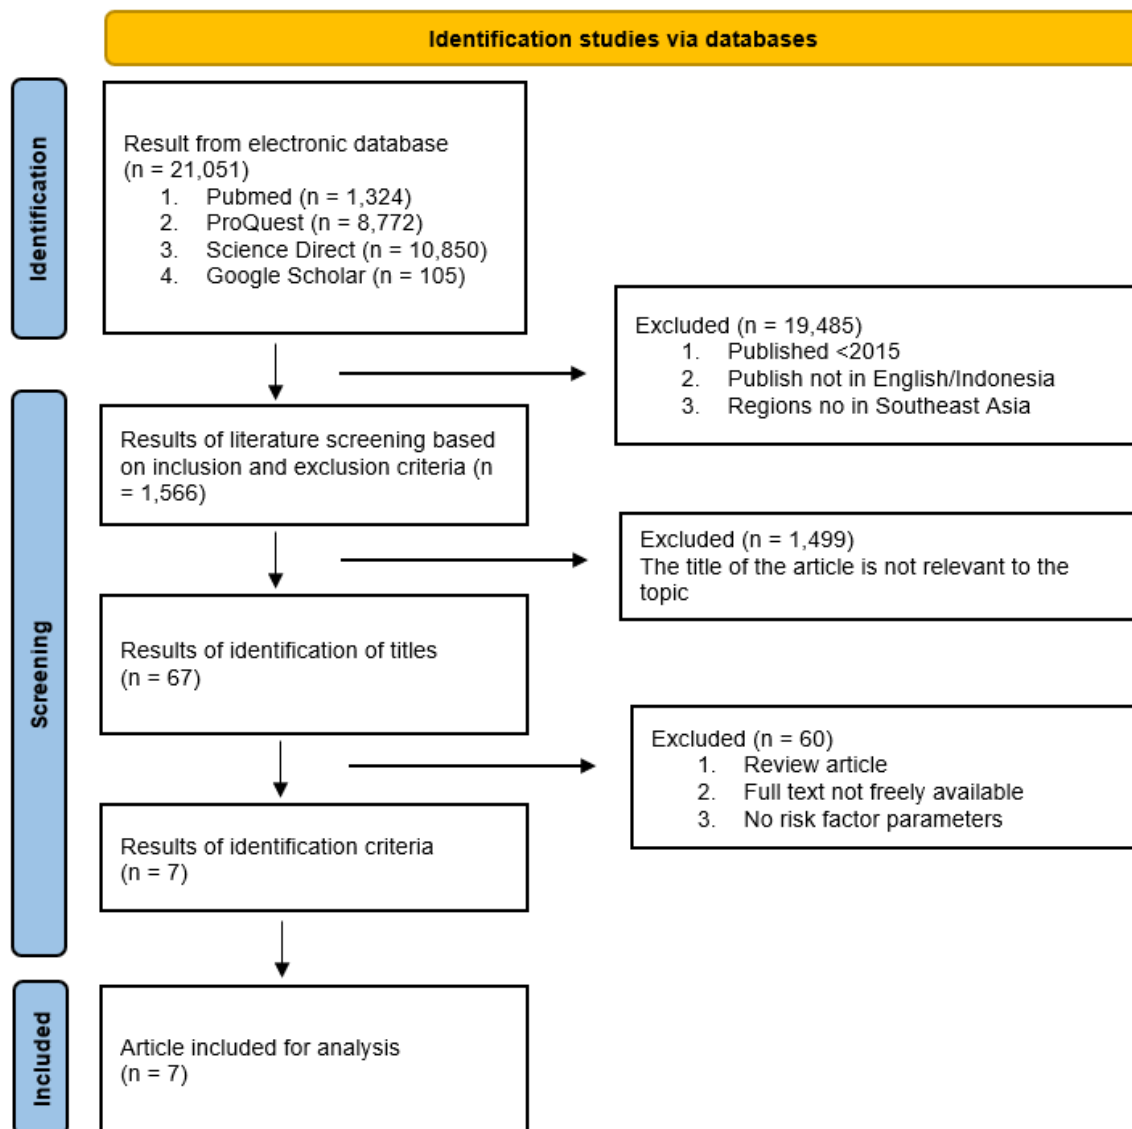 Identification studies via databases
Identification
Result from electronic database
(n = 21,051)
1. Pubmed (n = 1,324)
2. ProQuest (n = 8,772)
3. Science Direct (n = 10,850)
4. Google Scholar (n = 105)
Excluded (n = 19,485)
1. Published <2015
2. Publish not in English/Indonesia
3. Regions no in Southeast Asia
Screening
Results of literature screening based
on inclusion and exclusion criteria (n
= 1,566)
Excluded (n = 1,499)
The title of the article is not relevant to the
topic
Results of identification of titles
(n = 67)
Excluded (n = 60)
1. Review article
2. Full text not freely available
3. No risk factor parameters
Results of identification criteria
(n = 7)
Included
Article included for analysis
(n = 7)